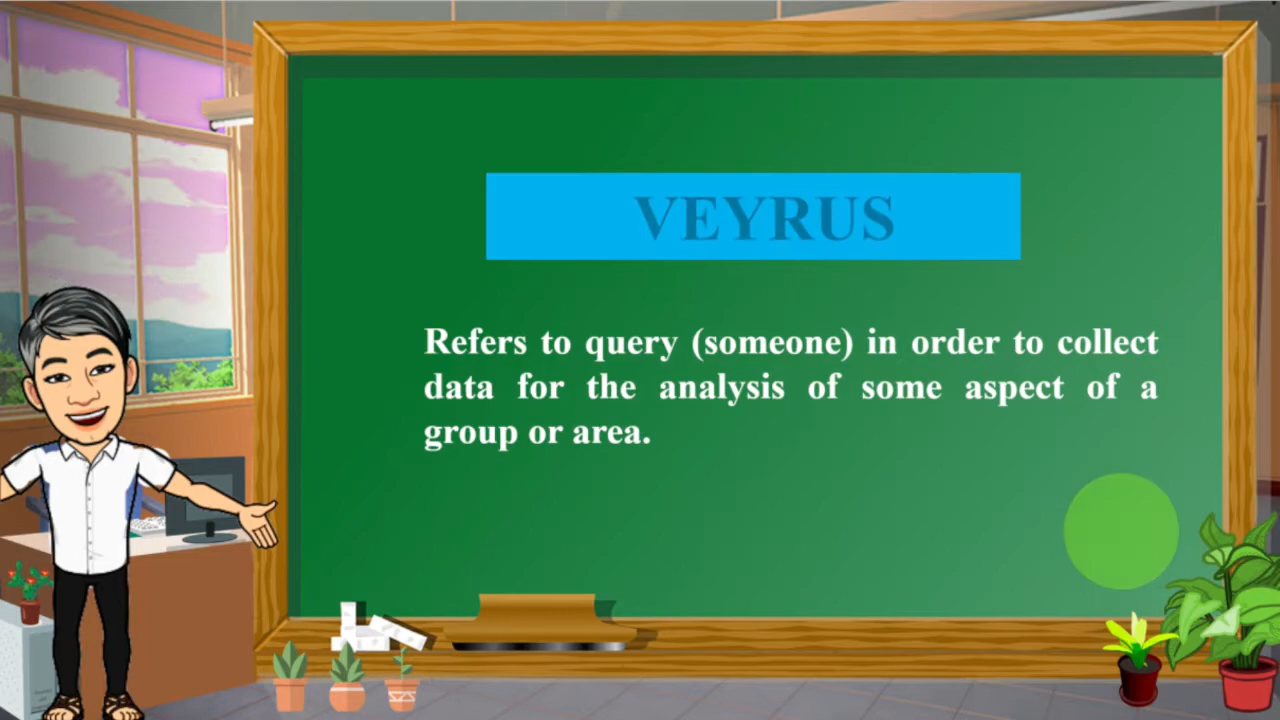 VEYRUS
Refers to query (someone) in order to collect
data for the analysis of some aspect of a
group or area.